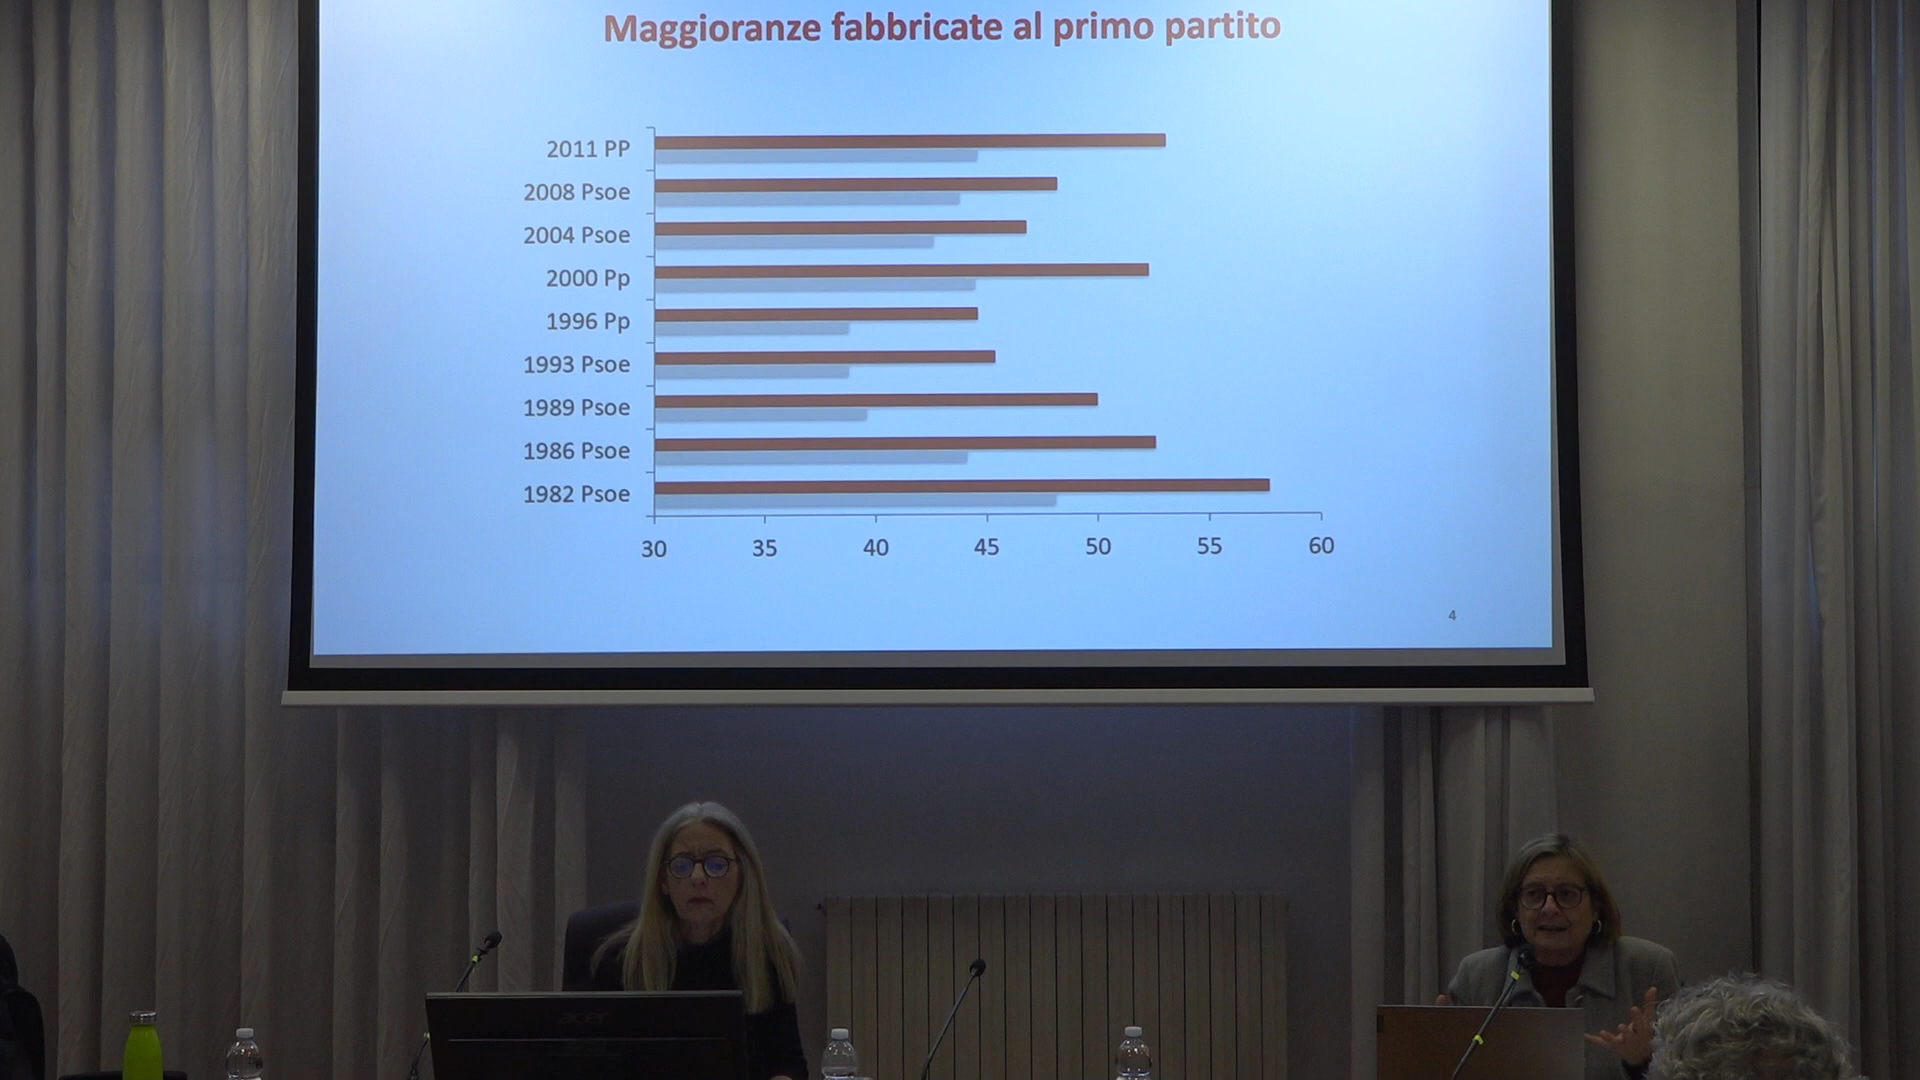 Maggioranze fabbricate al primo partito
2011 PP
2008 Psoe
2004 Psoe
2000 Pp
1996 Pp
1993 Psoe
1989 Psoe
1986 Psoe
1982 Psoe
30 35 40 45 50 55 60
4
acer